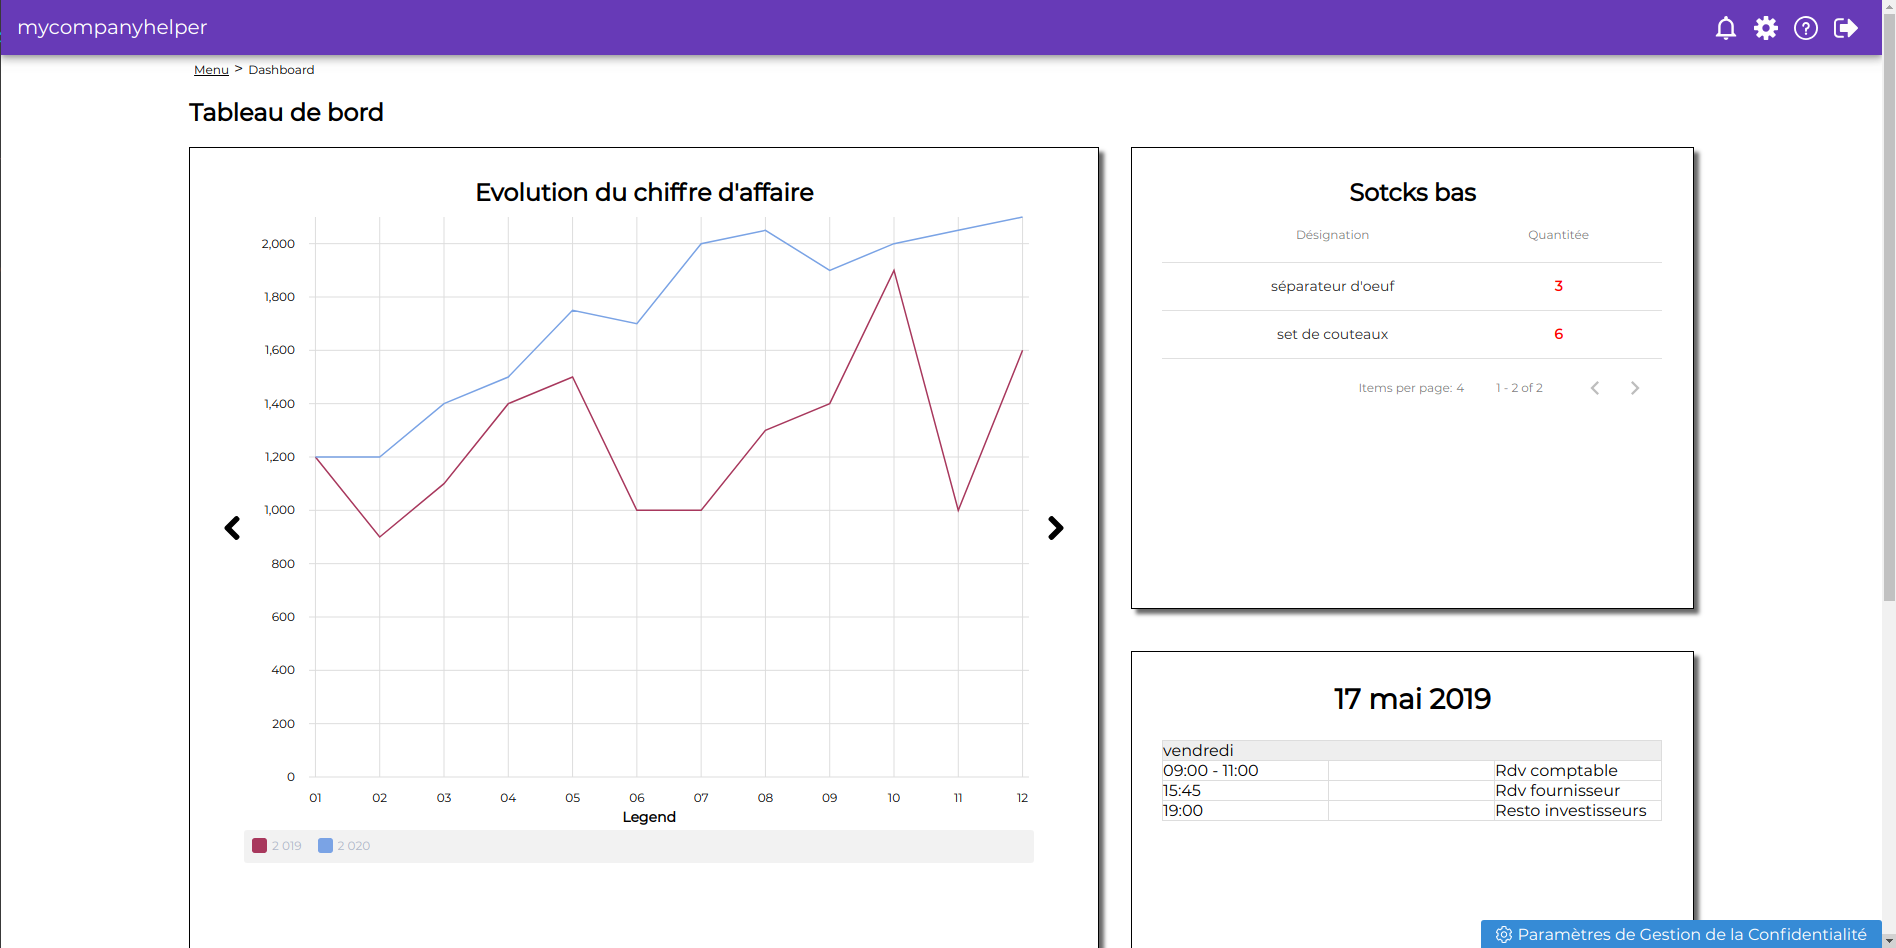 mycompanyhelper
Menu > Dashboard
Tableau de bord
Evolution du chiffre d'affaire
2,000
1,800
1,600
1,400
1,200
1,000
800
600
400
200
0
01 02 03 04 05 06 07 08 09 10 11 12
Legend
2 019 2 020
Sotcks bas
Désignation Quantitée
séparateur d'oeuf 3
set de couteaux 6
Items per page: 4 1 - 2 of 2
17 mai 2019
vendredi
09:00 - 11:00 Rdv comptable
15:45 Rdv fournisseur
19:00 Resto investisseurs
Paramètres de Gestion de la Confidentialité